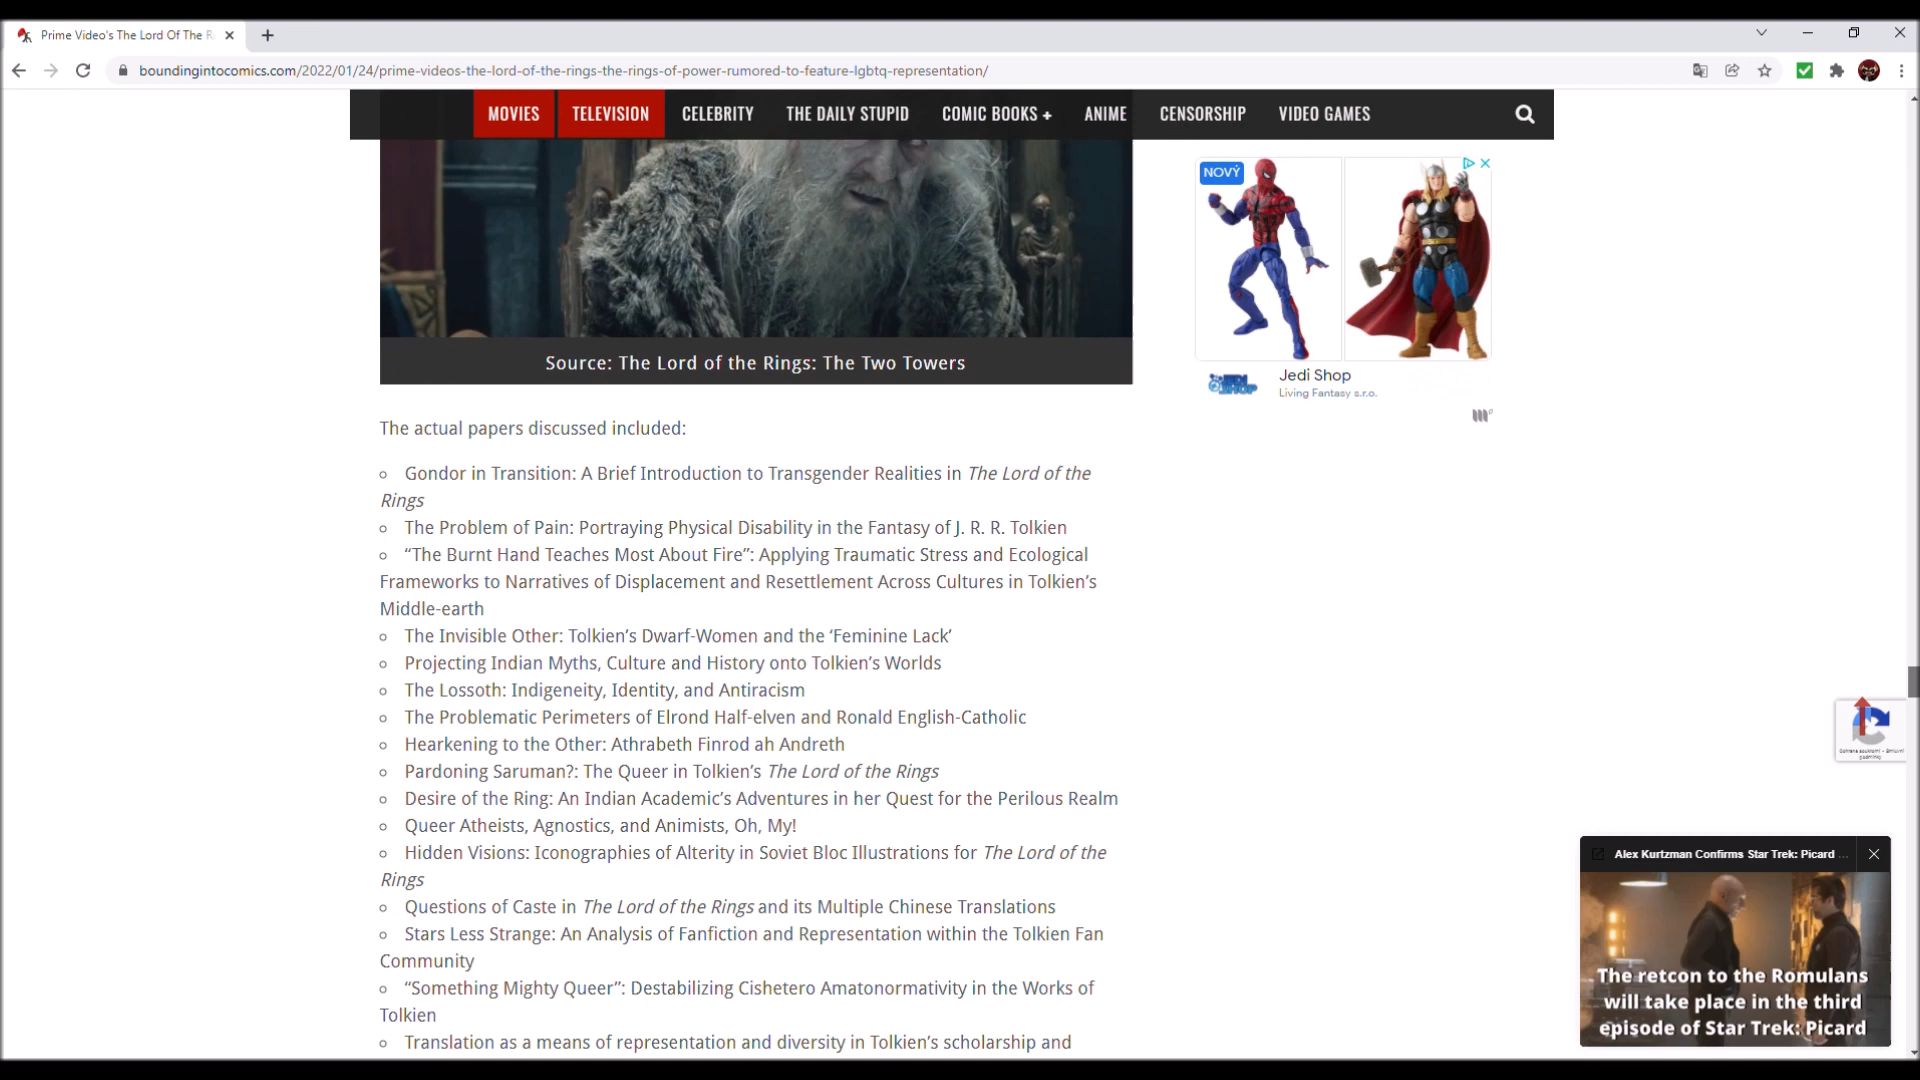 Prime Video's The Lord Of The R
boundingintocomics.com/2022/01/24/prime-videos-the-lord-of-the-rings-the-rings-of-power-rumored-to-feature-lgbtq-representation/
MOVIES TELEVISION CELEBRITY THE DAILY STUPID COMIC BOOKS + ANIME CENSORSHIP VIDEO GAMES
NOVÝ
Source: The Lord of the Rings: The Two Towers
Jedi Shop
Living Fantasy s.r.o.
The actual papers discussed included:
Gondor in Transition: A Brief Introduction to Transgender Realities in The Lord of the
Rings
The Problem of Pain: Portraying Physical Disability in the Fantasy of J. R. R. Tolkien
“The Burnt Hand Teaches Most About Fire”: Applying Traumatic Stress and Ecological
Frameworks to Narratives of Displacement and Resettlement Across Cultures in Tolkien’s
Middle-earth
The Invisible Other: Tolkien’s Dwarf-Women and the ‘Feminine Lack’
Projecting Indian Myths, Culture and History onto Tolkien’s Worlds
The Lossoth: Indigeneity, Identity, and Antiracism
The Problematic Perimeters of Elrond Half-elven and Ronald English-Catholic
Hearkening to the Other: Athrabeth Finrod ah Andreth
Pardoning Saruman?: The Queer in Tolkien’s The Lord of the Rings
Desire of the Ring: An Indian Academic’s Adventures in her Quest for the Perilous Realm
Queer Atheists, Agnostics, and Animists, Oh, My!
Hidden Visions: Iconographies of Alterity in Soviet Bloc Illustrations for The Lord of the
Rings
Questions of Caste in The Lord of the Rings and its Multiple Chinese Translations
Stars Less Strange: An Analysis of Fanfiction and Representation within the Tolkien Fan
Community
“Something Mighty Queer”: Destabilizing Cishetero Amatonormativity in the Works of
Tolkien
Translation as a means of representation and diversity in Tolkien’s scholarship and
Alex Kurtzman Confirms Star Trek: Picard ...
The retcon to the Romulans
will take place in the third
episode of Star Trek: Picard